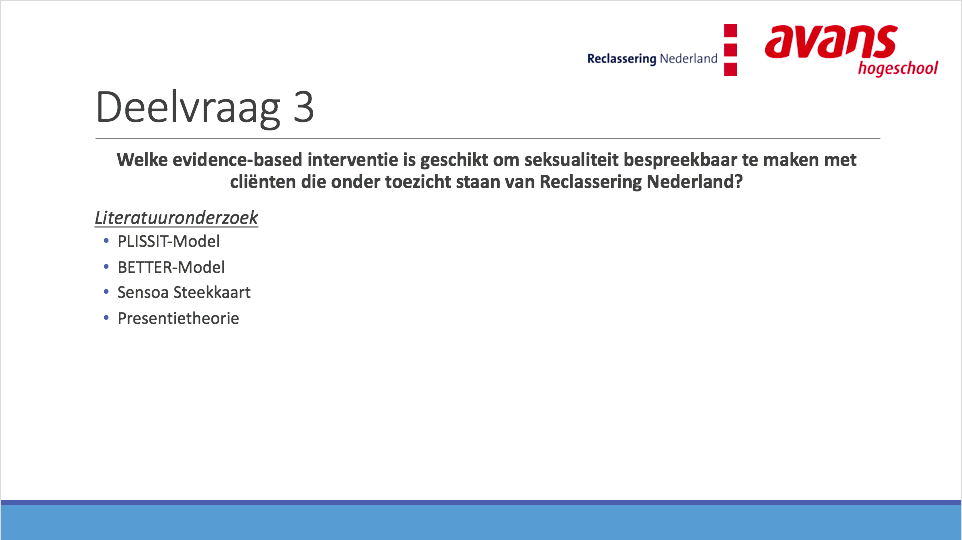 Reclassering Nederland
avans
hogeschool
Deelvraag 3
Welke evidence-based interventie is geschikt om seksualiteit bespreekbaar te maken met
cliënten die onder toezicht staan van Reclassering Nederland?
Literatuuronderzoek
• PLISSIT-Model
• BETTER-Model
• Sensoa Steekkaart
• Presentietheorie